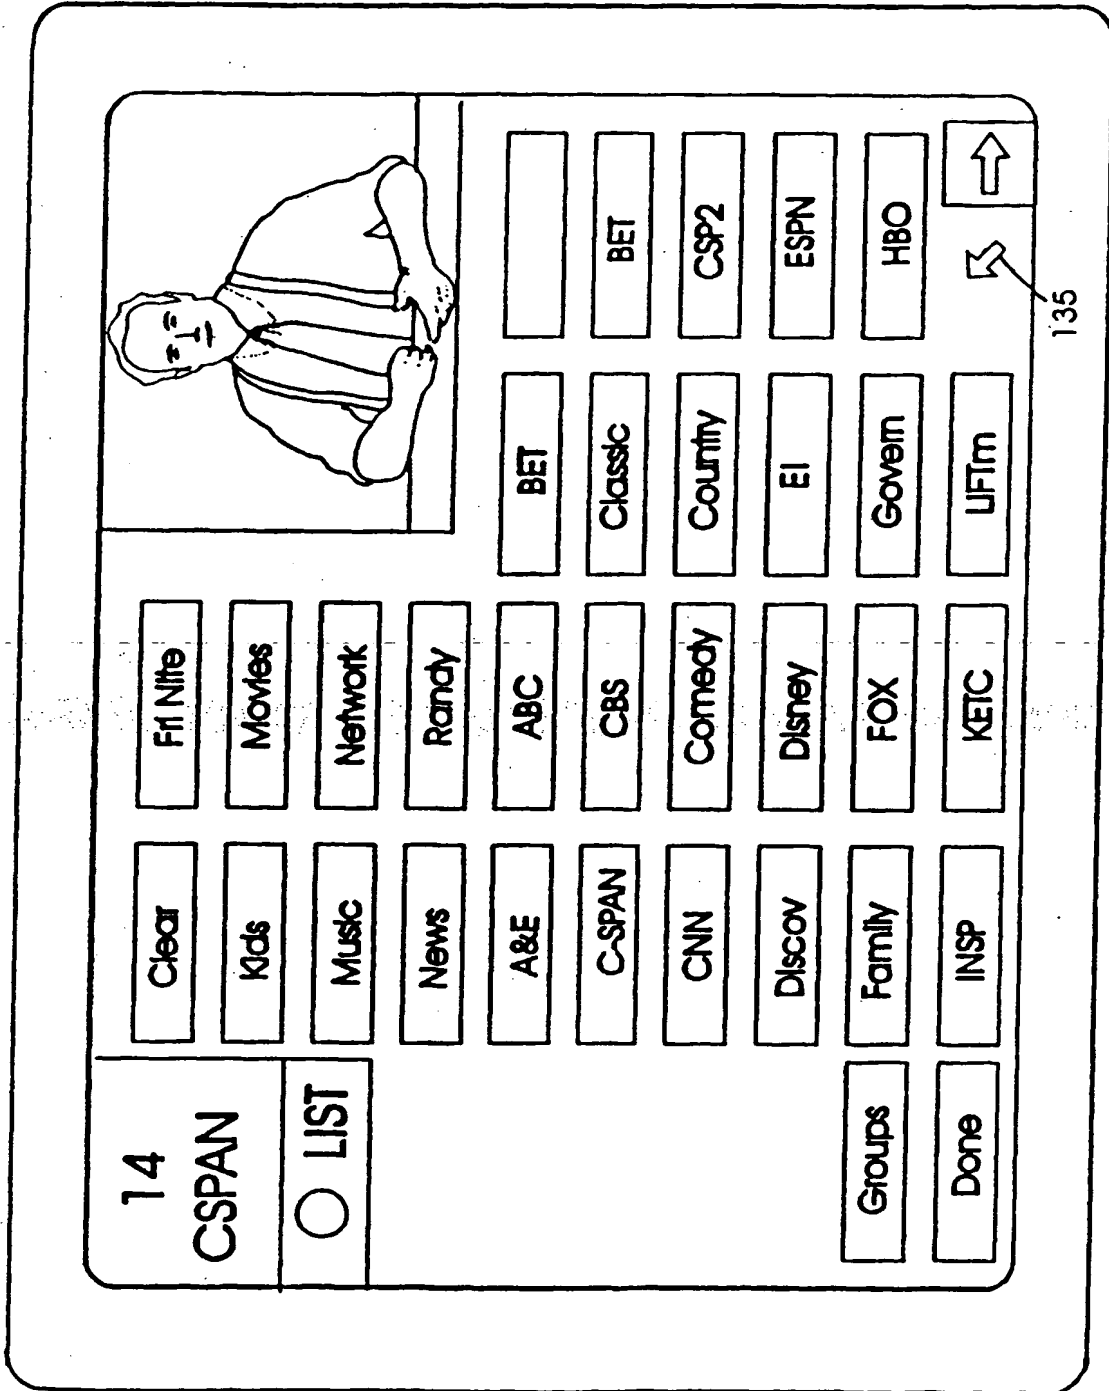 14
CSPAN
LIST
Clear
Fri Nite
Kids
Movies
Music
Network
News
Randy
A&E
ABC
BET
C-SPAN
CBS
Classic
BET
CNN
Comedy
Country
CSP2
Discov
Disney
E!
ESPN
Groups
Family
FOX
Govern
HBO
Done
INSP
KETC
LIFTm
135